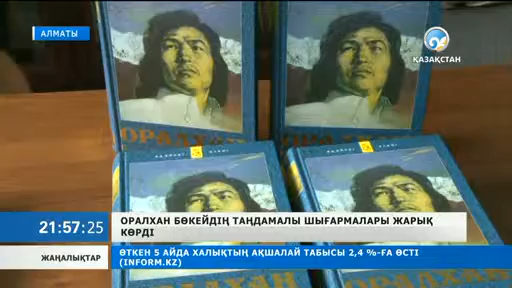 АЛМАТЫ
ҚАЗАҚСТАН
ОРАЛХАН
ОРАЛХАН
ОРАЛХАН БӨКЕЙДІҢ ТАҢДАМАЛЫ ШЫҒАРМАЛАРЫ ЖАРЫҚ
КӨРДІ
21:57:25
ЖАҢАЛЫҚТАР
ӨТКЕН 5 АЙДА ХАЛЫҚТЫҢ АҚШАЛАЙ ТАБЫСЫ 2,4 %-ҒА ӨСТІ
(INFORM.KZ)